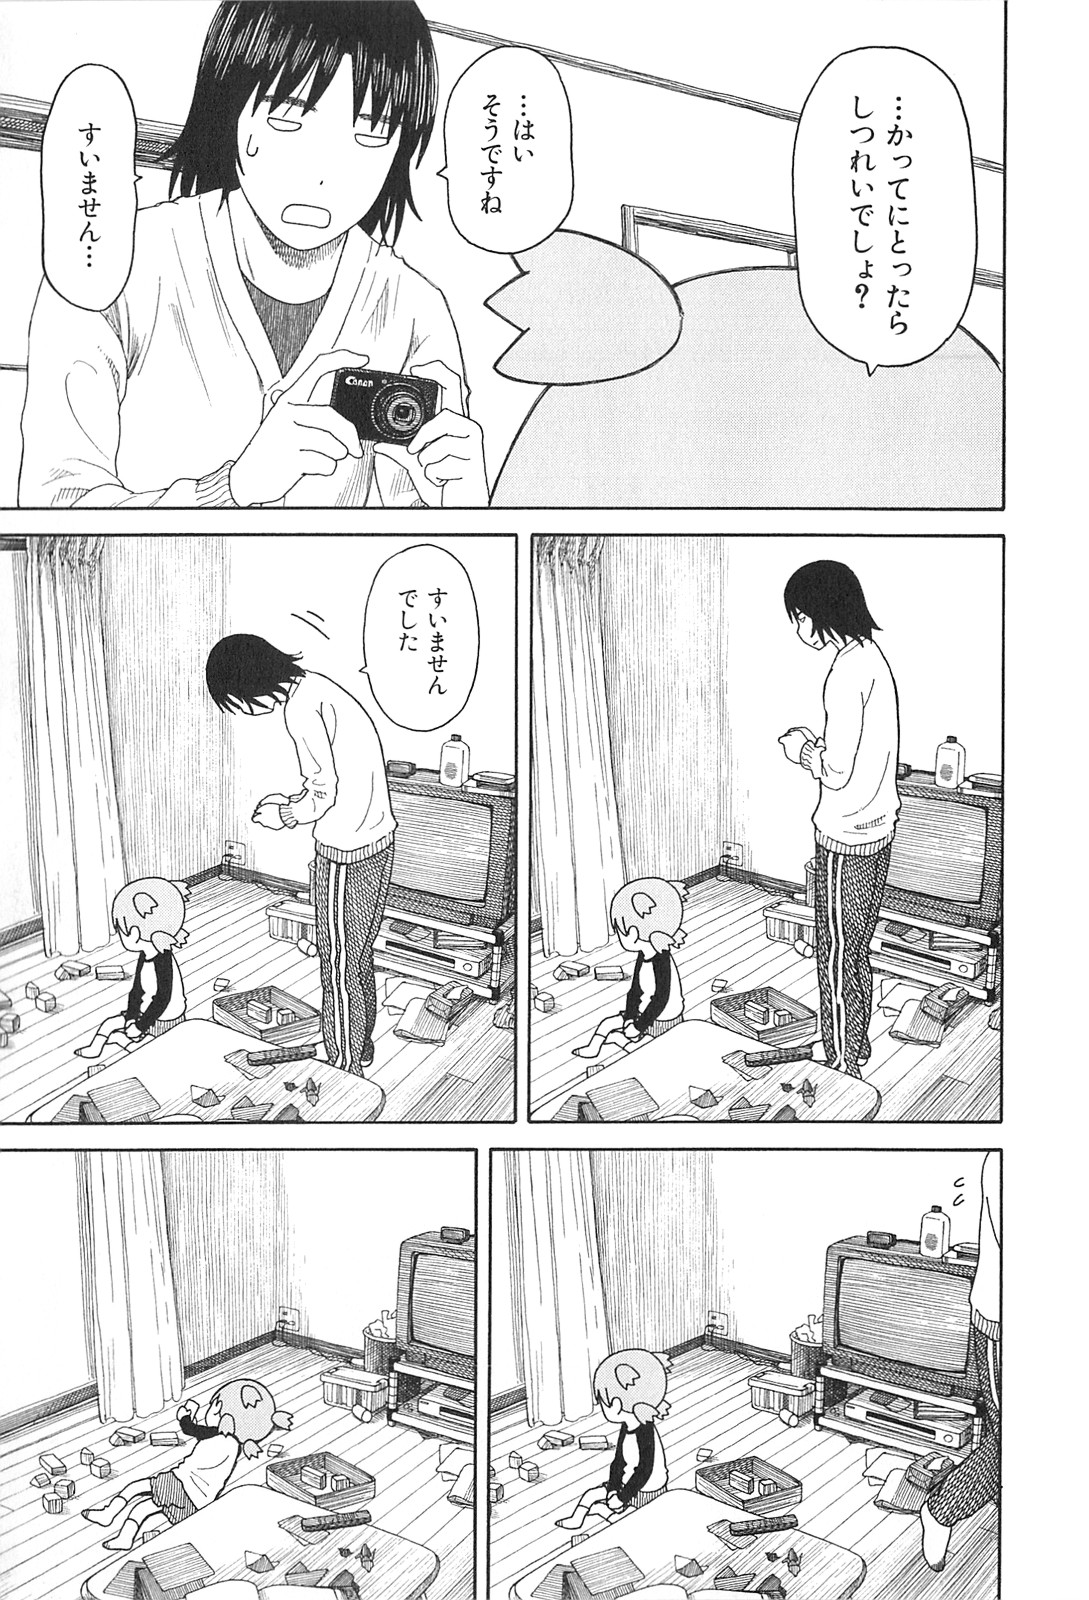 …かってにとったら
しつれいでしょ？
…はい
そうですね
すいません…
Canon
すいません
でした